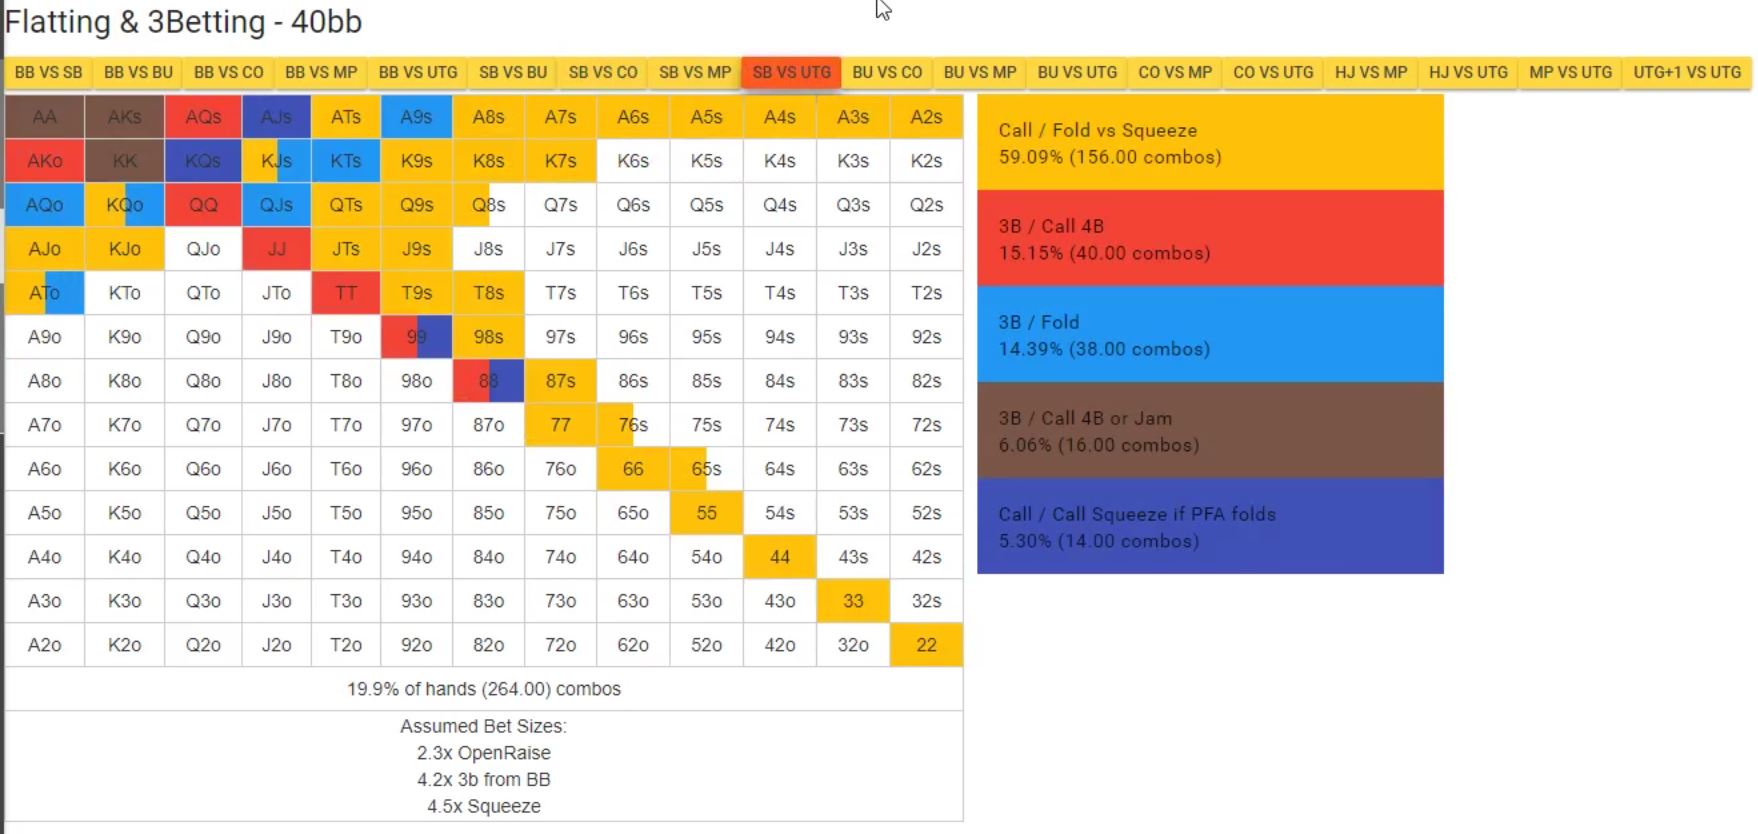 Flatting & 3Betting - 40bb
BB VS SB BB VS BU BB VS CO BB VS MP BB VS UTG SB VS BU SB VS CO SB VS MP SB VS UTG BU VS CO BU VS MP BU VS UTG CO VS MP CO VS UTG HJ VS MP HJ VS UTG MP VS UTG UTG+1 VS UTG
AA AKs AQs AJs ATs A9s A8s A7s A6s A5s A4s A3s A2s
AKo KK KQs KJs KTs K9s K8s K7s K6s K5s K4s K3s K2s
AQo KQo QQ QJs QTs Q9s Q8s Q7s Q6s Q5s Q4s Q3s Q2s
AJo KJo QJo JJ JTs J9s J8s J7s J6s J5s J4s J3s J2s
ATo KTo QTo JTo TT T9s T8s T7s T6s T5s T4s T3s T2s
A9o K9o Q9o J9o T9o 99 98s 97s 96s 95s 94s 93s 92s
A8o K8o Q8o J8o T8o 98o 88 87s 86s 85s 84s 83s 82s
A7o K7o Q7o J7o T7o 97o 87o 77 76s 75s 74s 73s 72s
A6o K6o Q6o J6o T6o 96o 86o 76o 66 65s 64s 63s 62s
A5o K5o Q5o J5o T5o 95o 85o 75o 65o 55 54s 53s 52s
A4o K4o Q4o J4o T4o 94o 84o 74o 64o 54o 44 43s 42s
A3o K3o Q3o J3o T3o 93o 83o 73o 63o 53o 43o 33 32s
A2o K2o Q2o J2o T2o 92o 82o 72o 62o 52o 42o 32o 22
19.9% of hands (264.00) combos
Assumed Bet Sizes:
2.3x OpenRaise
4.2x 3b from BB
4.5x Squeeze
Call / Fold vs Squeeze
59.09% (156.00 combos)
3B / Call 4B
15.15% (40.00 combos)
3B / Fold
14.39% (38.00 combos)
3B / Call 4B or Jam
6.06% (16.00 combos)
Call / Call Squeeze if PFA folds
5.30% (14.00 combos)